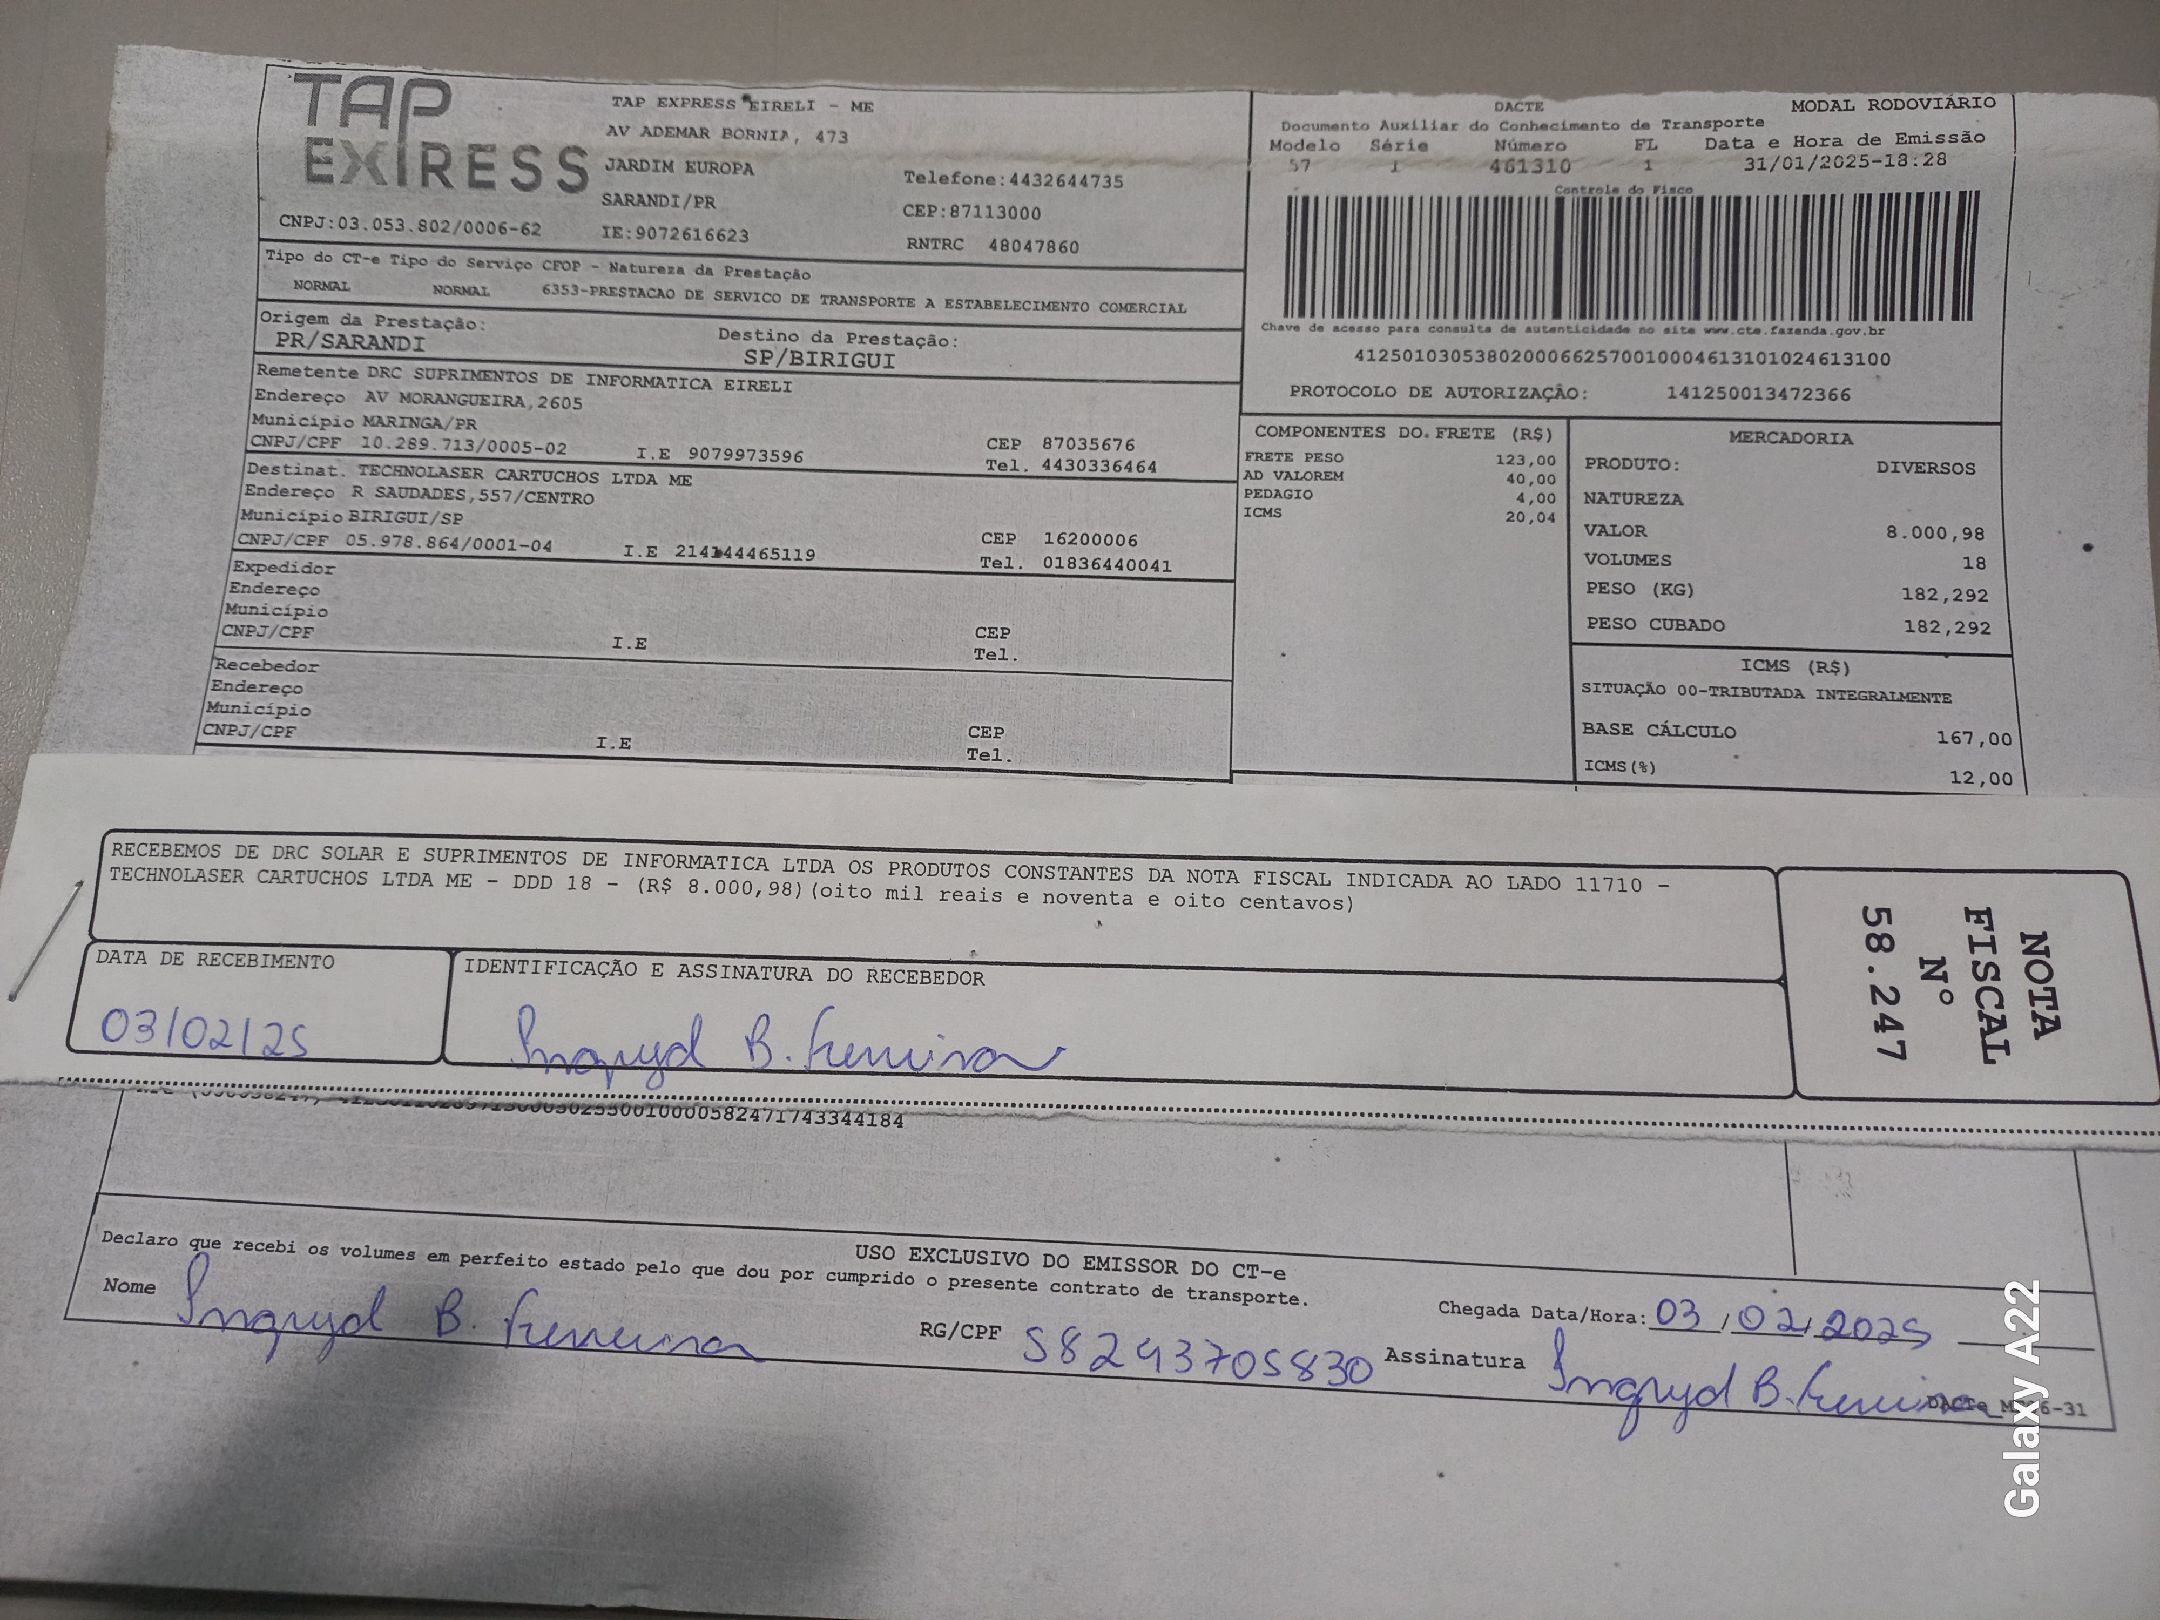 TAP EXPRESS
TAP EXPRESS EIRELI - ME
AV ADEMAR BORNIA, 473
JARDIM EUROPA
SARANDI/PR
Telefone:4432644735
CEP:87113000
CNPJ:03.053.802/0006-62
IE:9072616623
RNTRC 48047860
DACTE
MODAL RODOVIÁRIO
Documento Auxiliar do Conhecimento de Transporte
Modelo Série Número FL Data e Hora de Emissão
57 1 461310 1 31/01/2025-18:28
Controle do Fisco
Chave de acesso para consulta de autenticidade no site www.cte.fazenda.gov.br
41250103053802000662570010004613101024613100
PROTOCOLO DE AUTORIZAÇÃO: 141250013472366
Tipo do CT-e Tipo do Serviço CFOP - Natureza da Prestação
NORMAL NORMAL 6353-PRESTACAO DE SERVICO DE TRANSPORTE A ESTABELECIMENTO COMERCIAL
Origem da Prestação:
PR/SARANDI
Destino da Prestação:
SP/BIRIGUI
Remetente DRC SUPRIMENTOS DE INFORMATICA EIRELI
Endereço AV MORANGUEIRA,2605
Município MARINGA/PR
CNPJ/CPF 10.289.713/0005-02 I.E 9079973596
CEP 87035676
Tel. 4430336464
Destinat. TECHNOLASER CARTUCHOS LTDA ME
Endereço R SAUDADES,557/CENTRO
Município BIRIGUI/SP
CNPJ/CPF 05.978.864/0001-04 I.E 214144465119
CEP 16200006
Tel. 01836440041
Expedidor
Endereço
Município
CNPJ/CPF I.E
CEP
Tel.
Recebedor
Endereço
Município
CNPJ/CPF I.E
CEP
Tel.
COMPONENTES DO FRETE (R$)
FRETE PESO 123,00
AD VALOREM 40,00
PEDAGIO 4,00
ICMS 20,04
MERCADORIA
PRODUTO: DIVERSOS
NATUREZA
VALOR 8.000,98
VOLUMES 18
PESO (KG) 182,292
PESO CUBADO 182,292
ICMS (R$)
SITUAÇÃO 00-TRIBUTADA INTEGRALMENTE
BASE CÁLCULO 167,00
ICMS(%) 12,00
RECEBEMOS DE DRC SOLAR E SUPRIMENTOS DE INFORMATICA LTDA OS PRODUTOS CONSTANTES DA NOTA FISCAL INDICADA AO LADO 11710 -
TECHNOLASER CARTUCHOS LTDA ME - DDD 18 - (R$ 8.000,98)(oito mil reais e noventa e oito centavos)
DATA DE RECEBIMENTO
03/02/25
IDENTIFICAÇÃO E ASSINATURA DO RECEBEDOR
Ingryd B. Ferreira
NOTA
FISCAL
Nº
58.247
USO EXCLUSIVO DO EMISSOR DO CT-e
Declaro que recebi os volumes em perfeito estado pelo que dou por cumprido o presente contrato de transporte.
Nome Ingryd B. Ferreira
RG/CPF 58293705830
Chegada Data/Hora: 03/02/2025
Assinatura Ingryd B. Ferreira
Galaxy A22